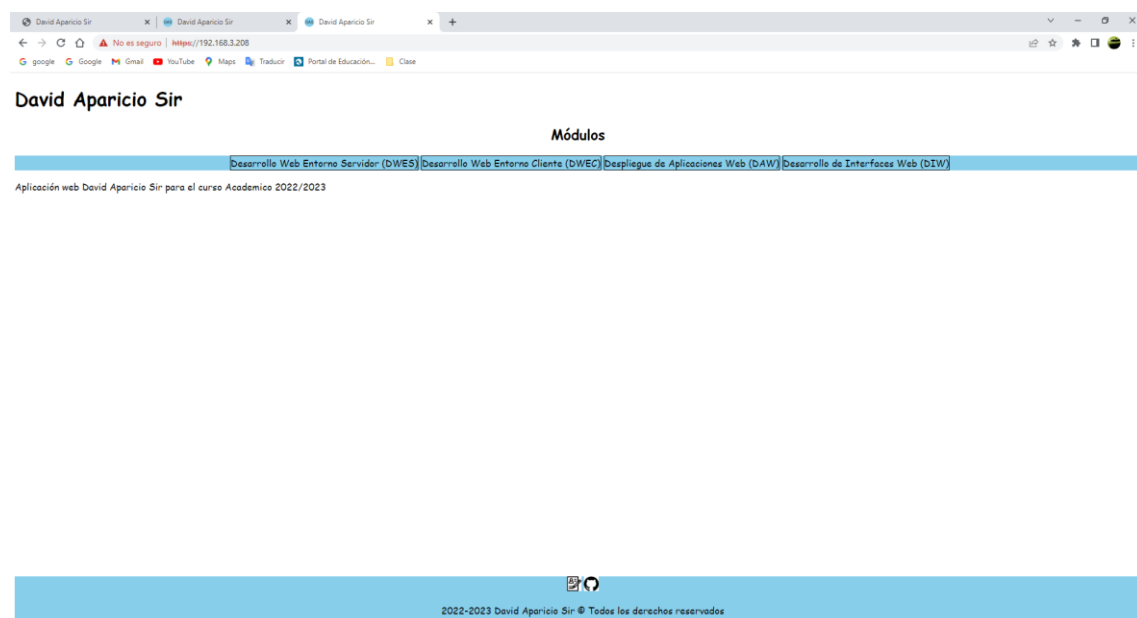 David Aparicio Sir David Aparicio Sir David Aparicio Sir
No es seguro https://192.168.3.208
google Google Gmail YouTube Maps Traducir Portal de Educación... Clase
David Aparicio Sir
Módulos
Desarrollo Web Entorno Servidor (DWES) Desarrollo Web Entorno Cliente (DWEC) Despliegue de Aplicaciones Web (DAW) Desarrollo de Interfaces Web (DIW)
Aplicación web David Aparicio Sir para el curso Academico 2022/2023
2022-2023 David Aparicio Sir © Todos los derechos reservados